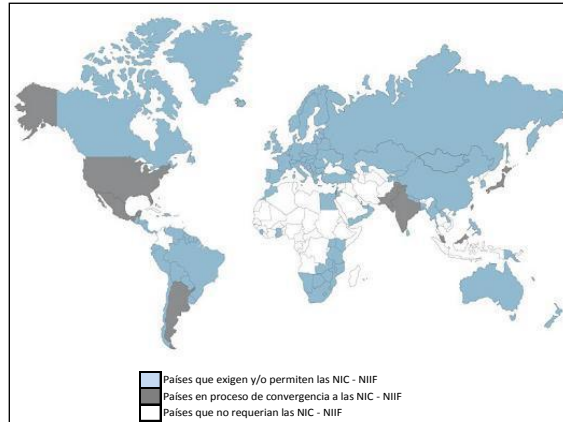 Países que exigen y/o permiten las NIC - NIIF
Países en proceso de convergencia a las NIC - NIIF
Países que no requerian las NIC - NIIF